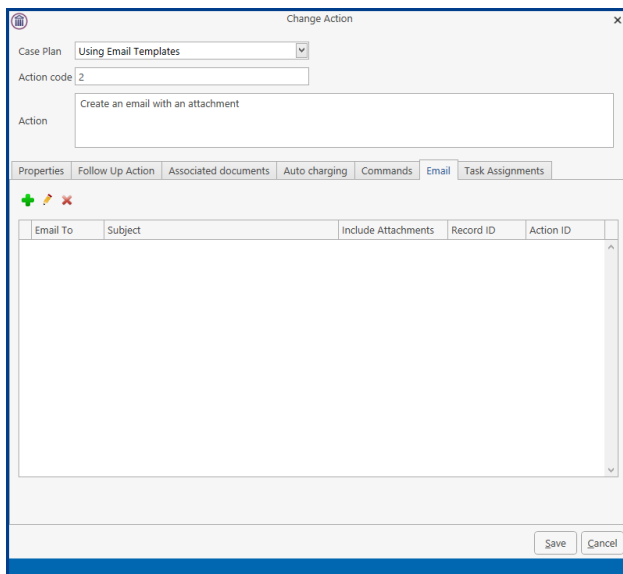 Change Action
Case Plan Using Email Templates
Action code 2
Create an email with an attachment
Action
Properties Follow Up Action Associated documents Auto charging Commands Email Task Assignments
Email To Subject Include Attachments Record ID Action ID
Save Cancel